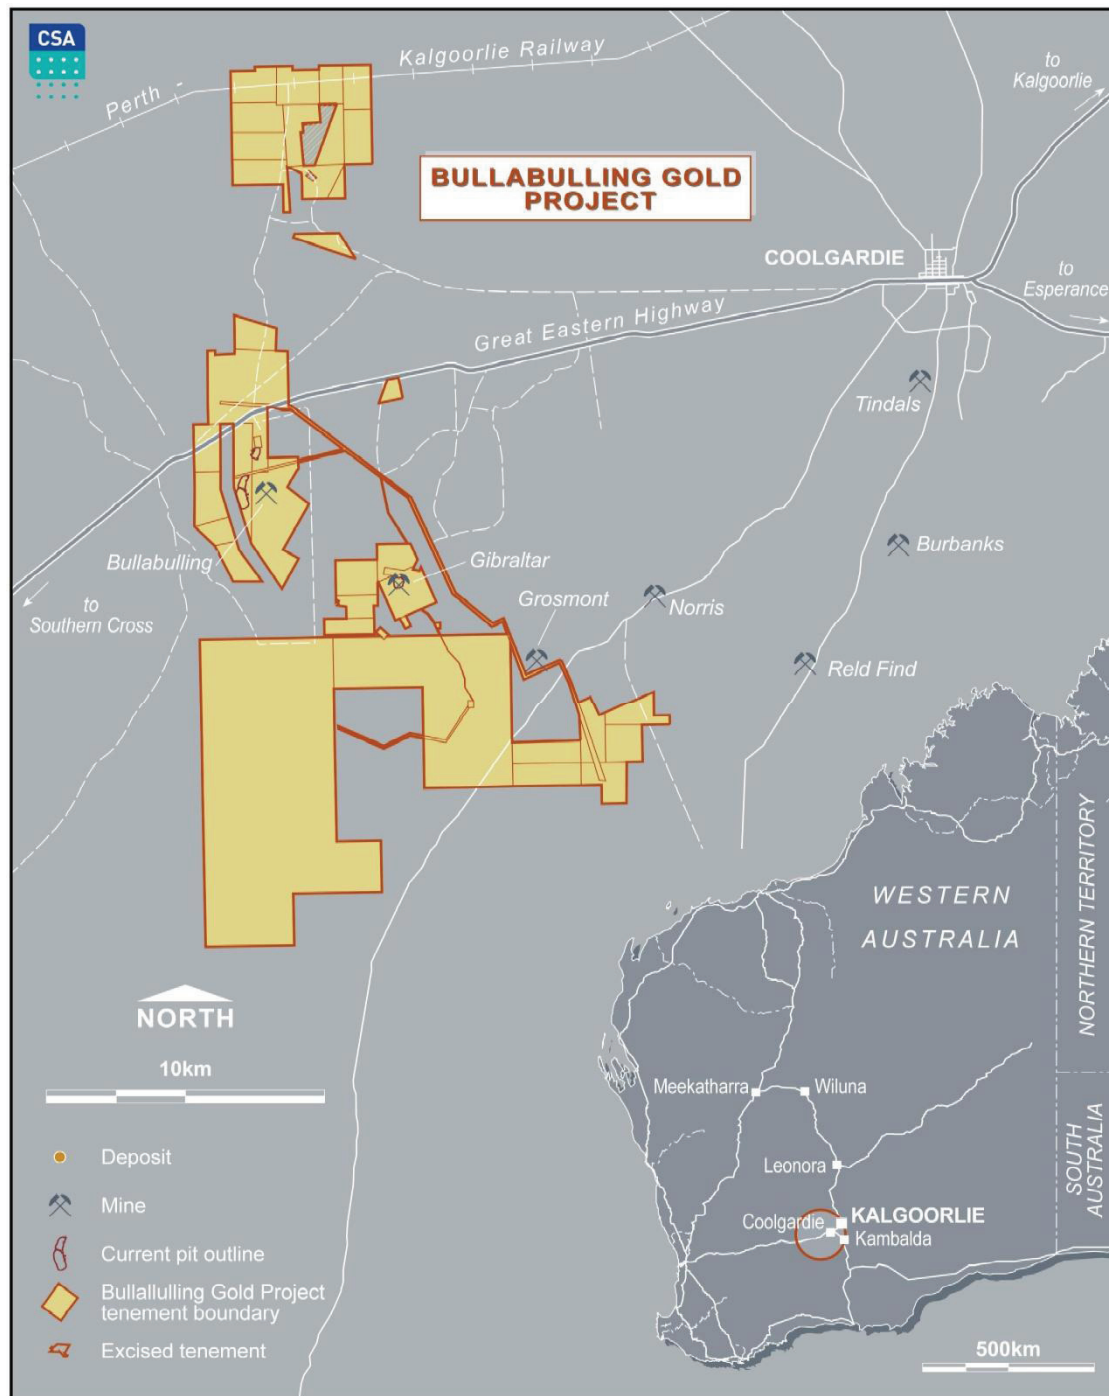 CSA
Perth - Kalgoorlie Railway
to
Kalgoorlie
BULLABULLING GOLD
PROJECT
COOLGARDIE
to
Esperance
Great Eastern Highway
Tindals
Bullabulling
Gibraltar
Burbanks
to
Southern Cross
Grosmont
Norris
Reld Find
NORTH
10km
Deposit
Mine
Current pit outline
Bullallulling Gold Project
tenement boundary
Excised tenement
WESTERN
AUSTRALIA
NORTHERN TERRITORY
SOUTH
AUSTRALIA
Meekatharra
Wiluna
Leonora
Coolgardie
KALGOORLIE
Kambalda
500km